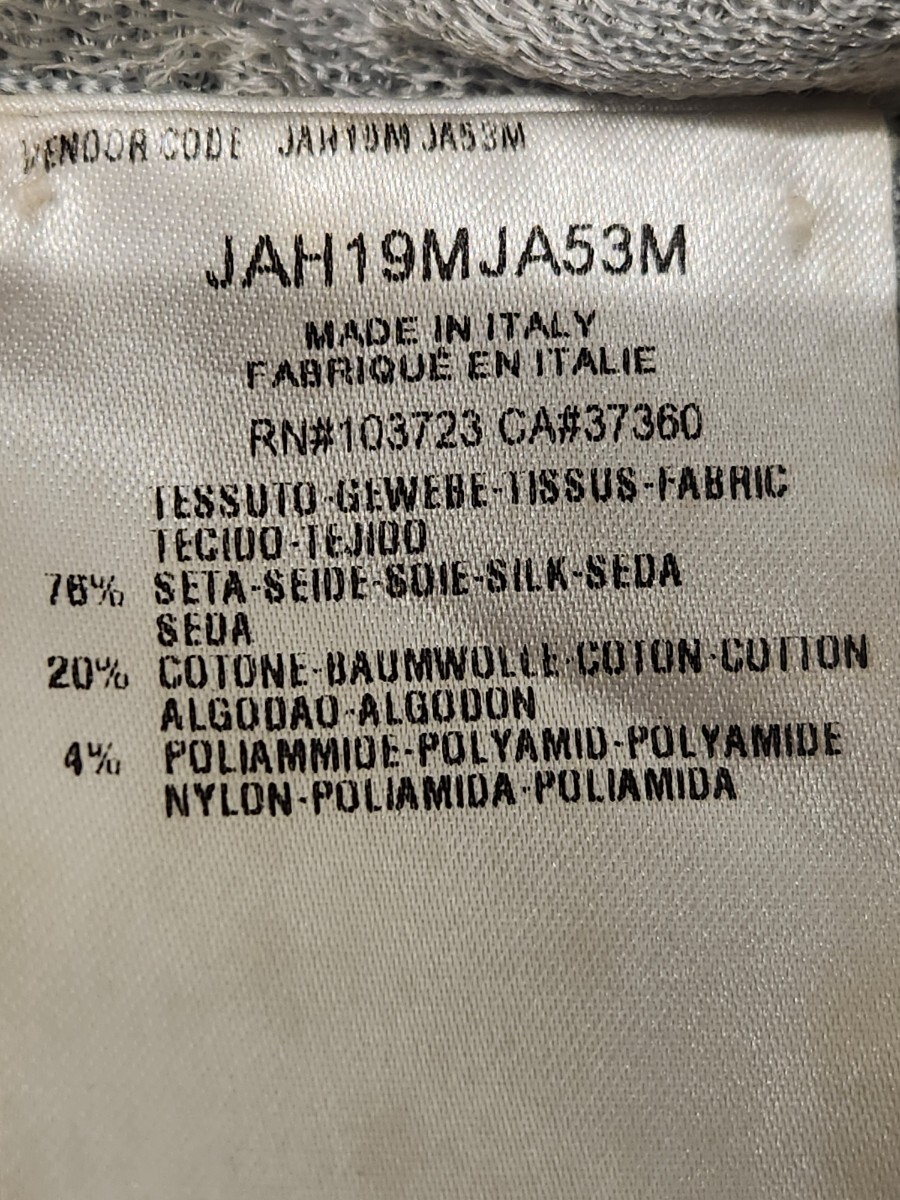 VENDOR CODE JAH19M JA53M
JAH19MJA53M
MADE IN ITALY
FABRIQUÉ EN ITALIE
RN#103723 CA#37360
TESSUTO-GEWEBE-TISSUS-FABRIC
TECIDO-TEJIDO
76% SETA-SEIDE-SOIE-SILK-SEDA
SEDA
20% COTONE-BAUMWOLLE-COTON-COTTON
ALGODAO-ALGODON
4% POLIAMMIDE-POLYAMID-POLYAMIDE
NYLON-POLIAMIDA-POLIAMIDA